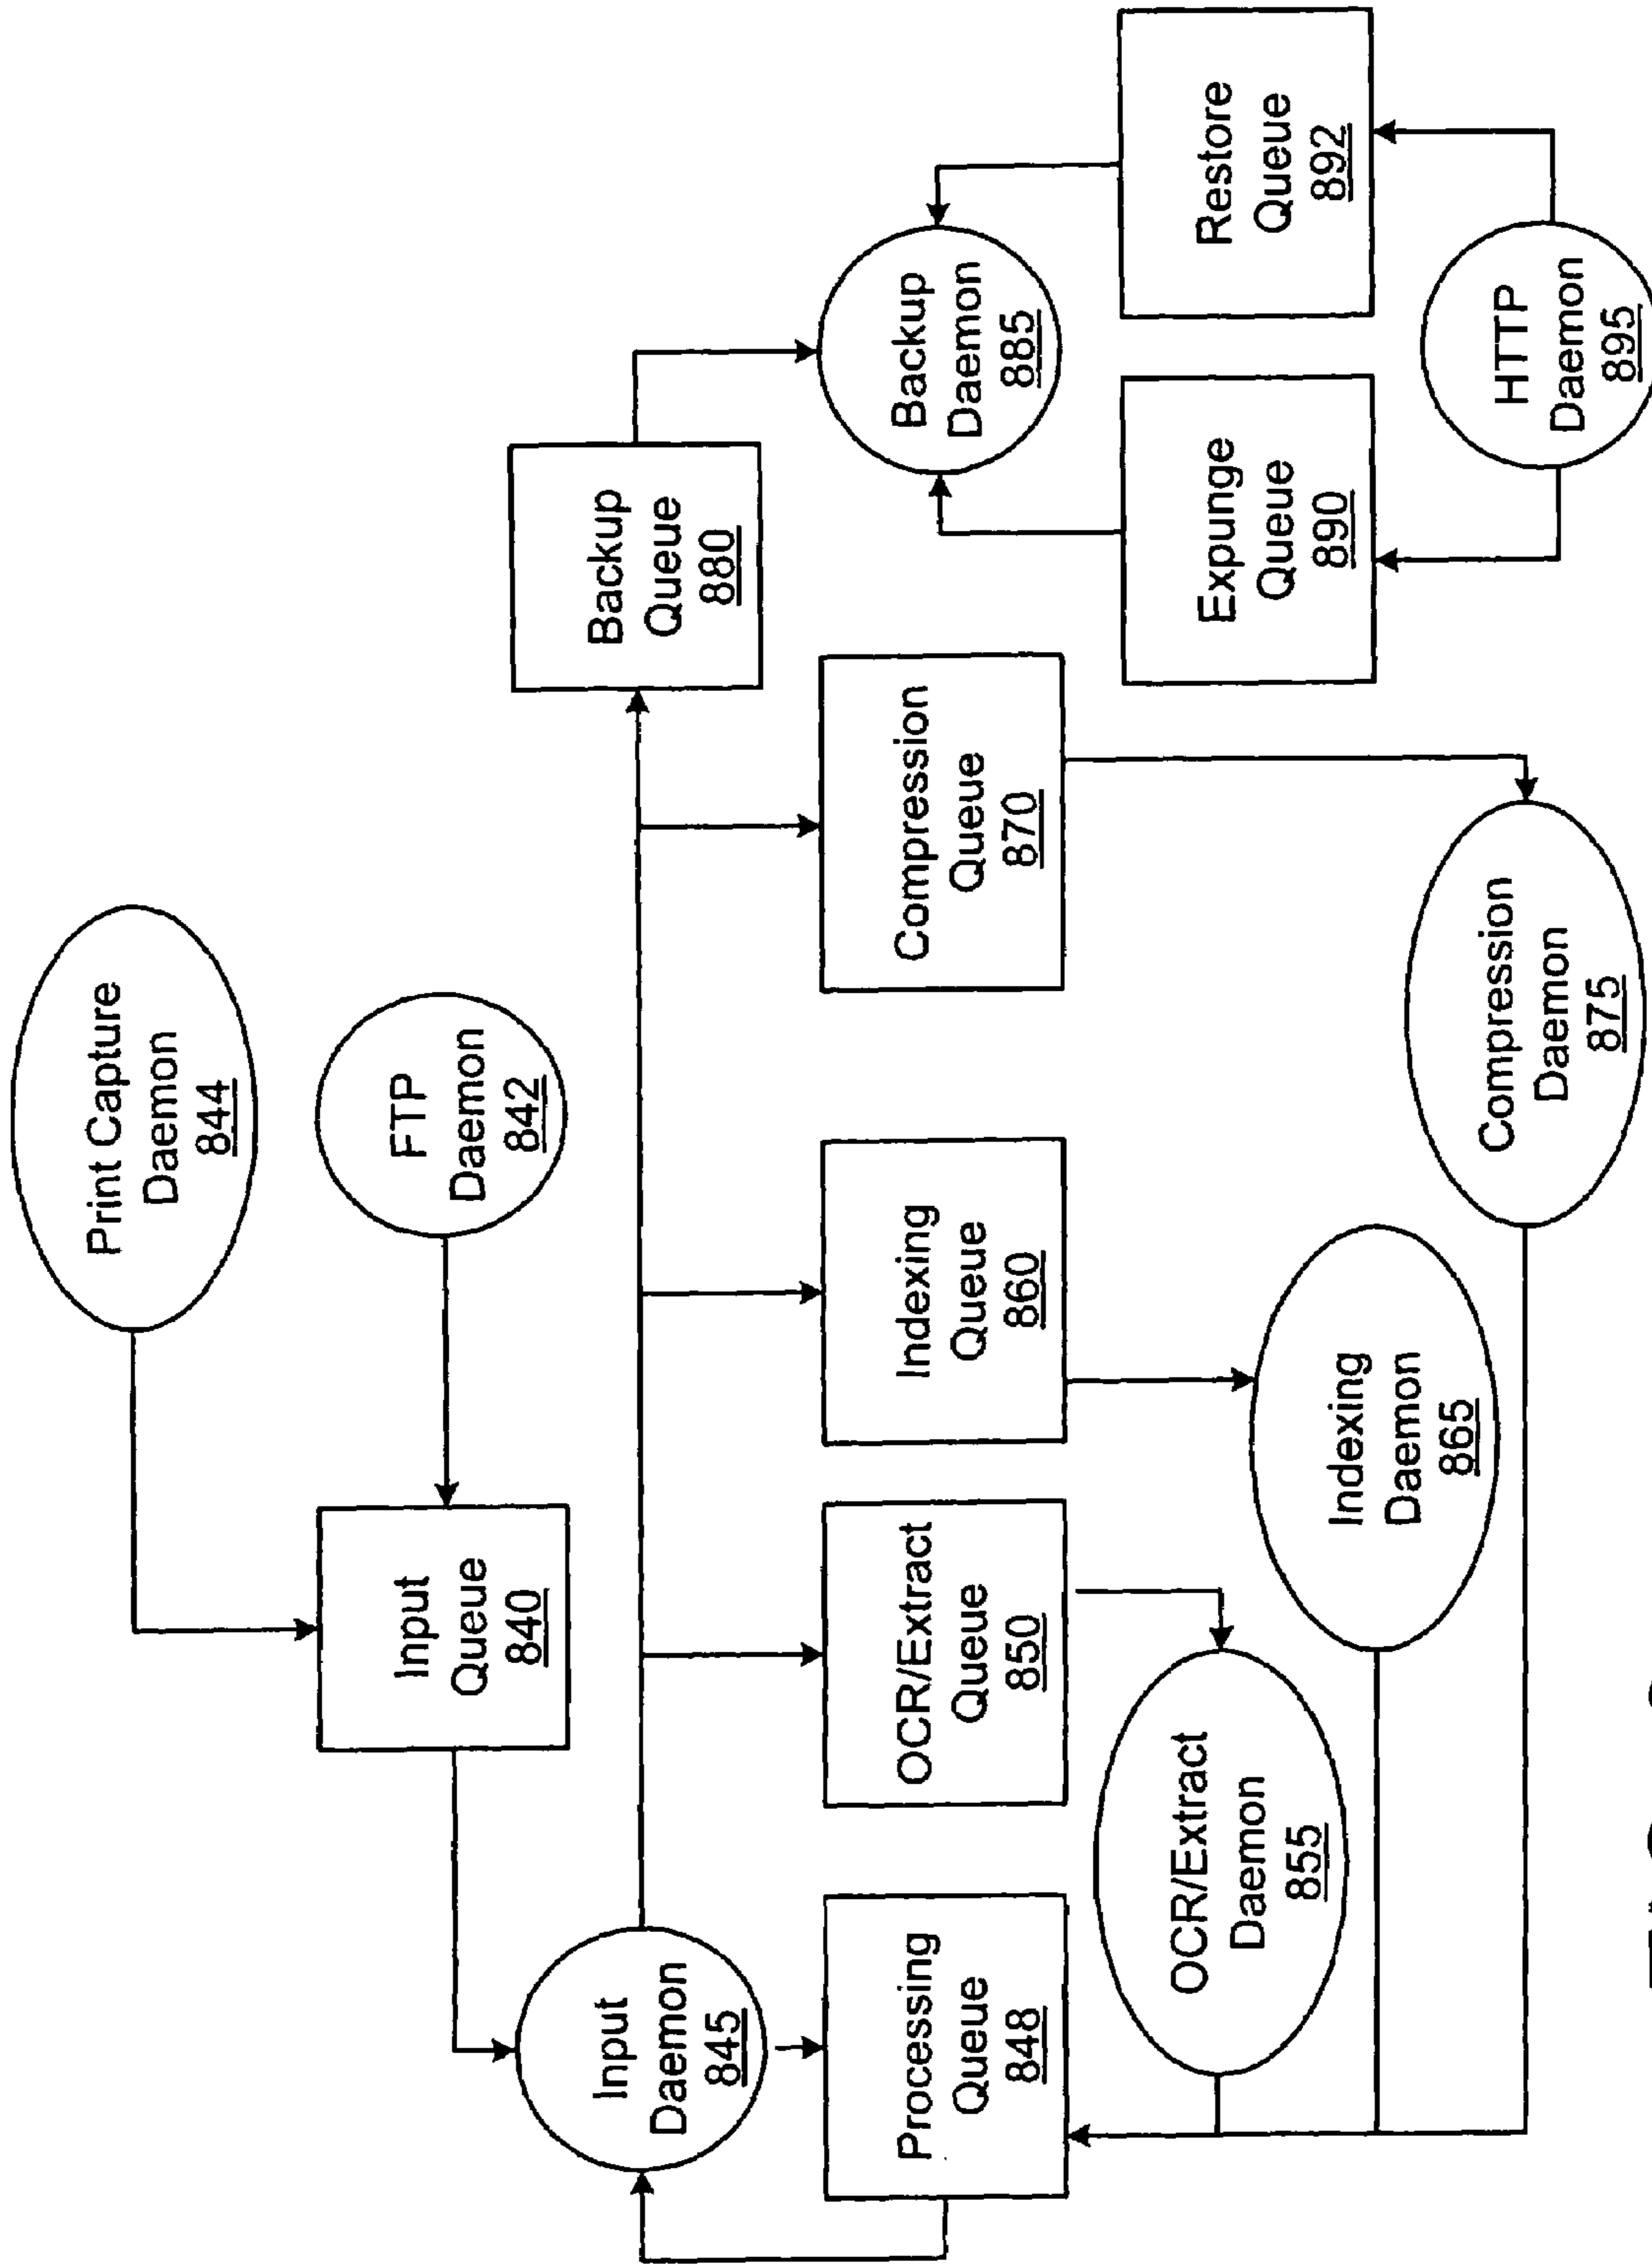 Print Capture
Daemon
844
FTP
Daemon
842
Input
Queue
840
Input
Daemon
845
Backup
Queue
880
Processing
Queue
848
OCR/Extract
Queue
850
Indexing
Queue
860
Compression
Queue
870
Backup
Daemon
885
OCR/Extract
Daemon
855
Indexing
Daemon
865
Compression
Daemon
875
Expunge
Queue
890
Restore
Queue
892
HTTP
Daemon
895